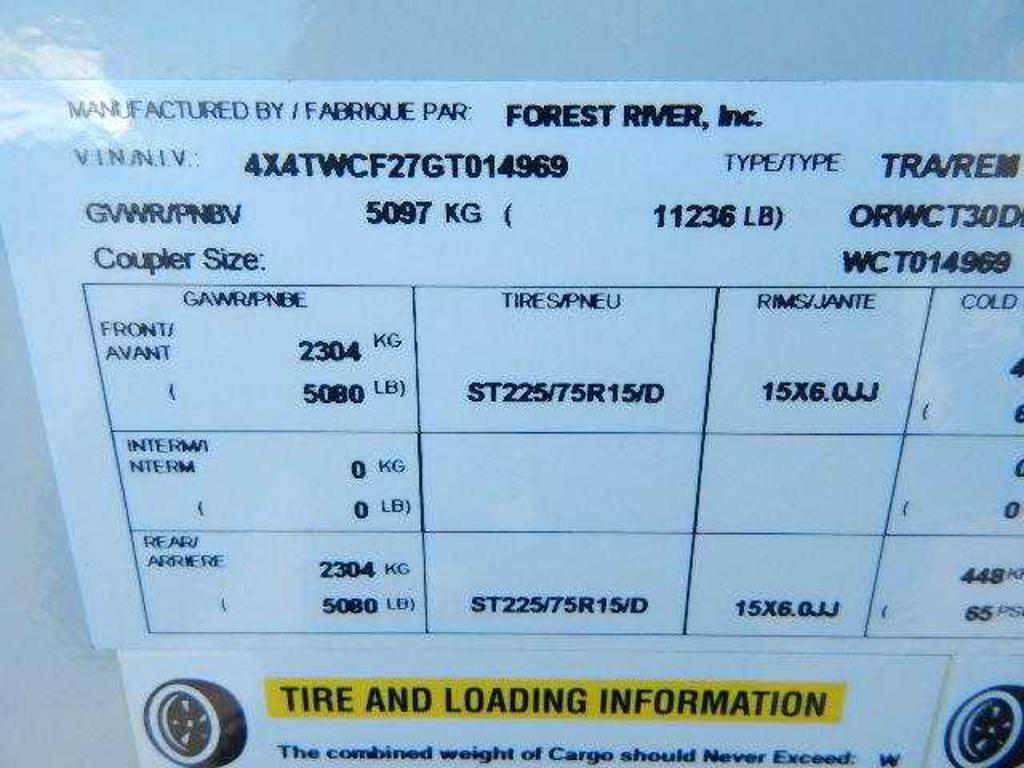 MANUFACTURED BY / FABRIQUE PAR: FOREST RIVER, Inc.
V.I.N./N.I.V.: 4X4TWCF27GT014969 TYPE/TYPE TRA/REM
GVWR/PNBV 5097 KG ( 11236 LB) ORWCT30D
Coupler Size: WCT014969
GAWR/PNBE TIRES/PNEU RIMS/JANTE COLD
FRONT/
AVANT 2304 KG
( 5080 LB) ST225/75R15/D 15X6.0JJ (
INTERM/I
NTERM 0 KG
( 0 LB) ( 0
REAR/
ARRIERE 2304 KG 448
( 5080 LB) ST225/75R15/D 15X6.0JJ ( 65 PSI
TIRE AND LOADING INFORMATION
The combined weight of Cargo should Never Exceed: W